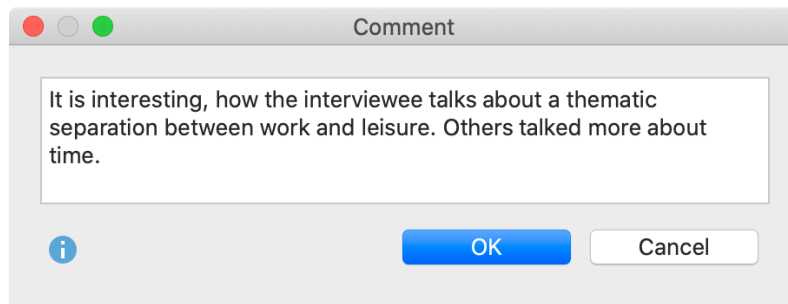 Comment
It is interesting, how the interviewee talks about a thematic
separation between work and leisure. Others talked more about
time.
OK
Cancel